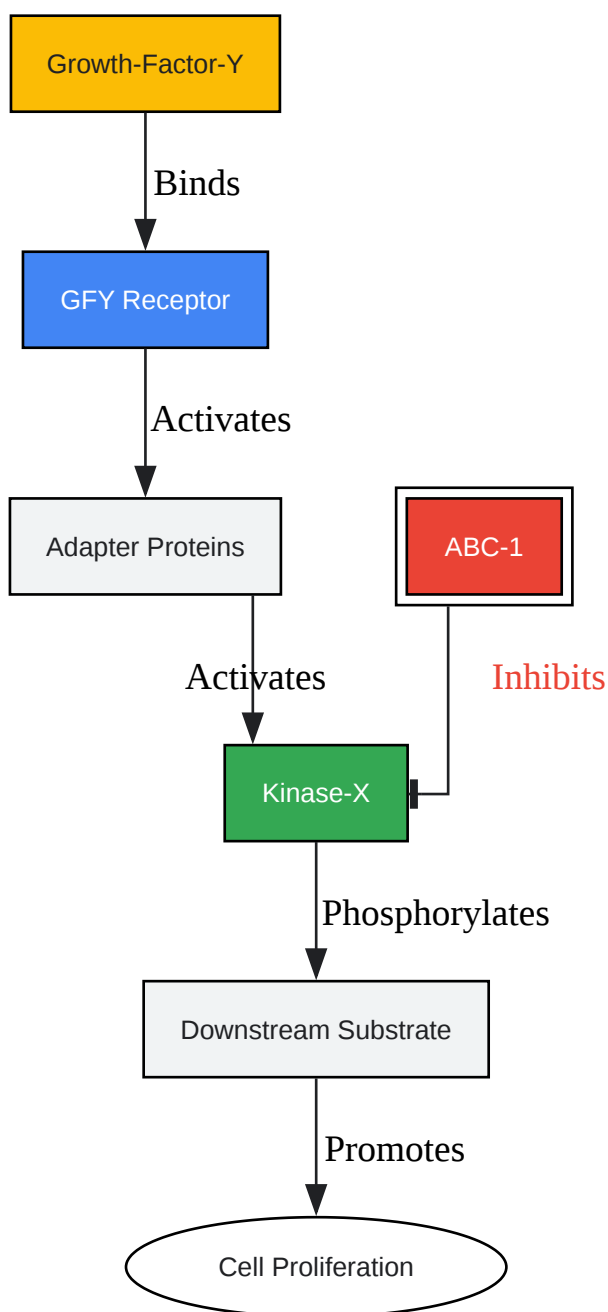 Growth-Factor-Y
Binds
GFY Receptor
Activates
Adapter Proteins
ABC-1
Activates
Inhibits
Kinase-X
Phosphorylates
Downstream Substrate
Promotes
Cell Proliferation